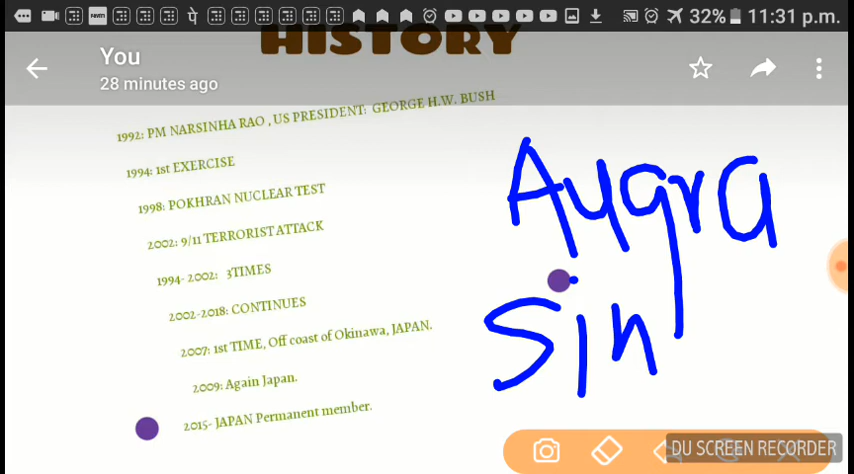 32% 11:31 p.m.
HISTORY
You
28 minutes ago
1992: PM NARSINHA RAO , US PRESIDENT: GEORGE H.W. BUSH
1994: 1st EXERCISE
1998: POKHRAN NUCLEAR TEST
2002: 9/11 TERRORIST ATTACK
1994- 2002: 3TIMES
2002-2018: CONTINUES
2007: 1st TIME, Off coast of Okinawa, JAPAN.
2009: Again Japan.
2015- JAPAN Permanent member.
Sin
DU SCREEN RECORDER